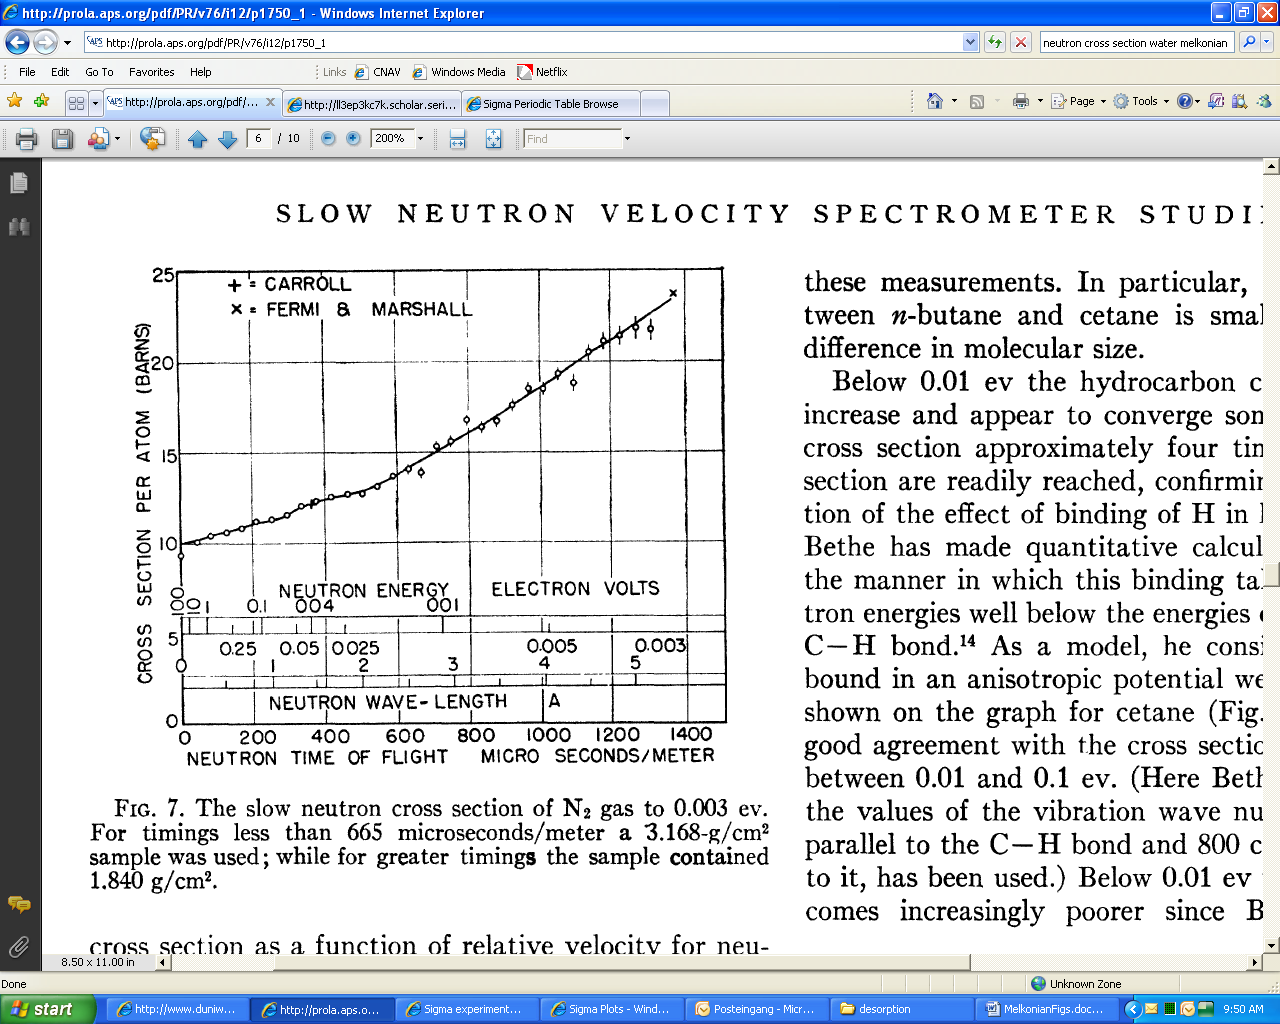 http://prola.aps.org/pdf/PR/v76/i12/p1750_1 - Windows Internet Explorer
http://prola.aps.org/pdf/PR/v76/i12/p1750_1
neutron cross section water melkonian
File Edit Go To Favorites Help
Links CNAV Windows Media Netflix
http://prola.aps.org/pdf/...
http://ll3ep3kc7k.scholar.seri...
Sigma Periodic Table Browse
Page Tools
6 / 10
200%
Find
SLOW NEUTRON VELOCITY SPECTROMETER STUDI
25
+ = CARROLL
x = FERMI & MARSHALL
20
15
10
5
0
CROSS SECTION PER ATOM (BARNS)
NEUTRON ENERGY ELECTRON VOLTS
100 10 1 0.1 004 001
0.25 0.05 0025 0.005 0.003
0 1 2 3 4 5
NEUTRON WAVE-LENGTH A
0 200 400 600 800 1000 1200 1400
NEUTRON TIME OF FLIGHT MICRO SECONDS/METER
FIG. 7. The slow neutron cross section of N₂ gas to 0.003 ev.
For timings less than 665 microseconds/meter a 3.168-g/cm²
sample was used; while for greater timings the sample contained
1.840 g/cm².
cross section as a function of relative velocity for neu-
these measurements. In particular,
tween n-butane and cetane is smal
difference in molecular size.
Below 0.01 ev the hydrocarbon c
increase and appear to converge som
cross section approximately four tim
section are readily reached, confirmin
tion of the effect of binding of H in
Bethe has made quantitative calcul
the manner in which this binding ta
tron energies well below the energies
C—H bond.¹⁴ As a model, he consi
bound in an anisotropic potential we
shown on the graph for cetane (Fig.
good agreement with the cross sectio
between 0.01 and 0.1 ev. (Here Beth
the values of the vibration wave nu
parallel to the C—H bond and 800 c
to it, has been used.) Below 0.01 ev
comes increasingly poorer since B
8.50 x 11.00 in
Done
Unknown Zone
start
http://www.duniw...
http://prola.aps.o...
Sigma experiment...
Sigma Plots - Wind...
Posteingang - Micr...
desorption
MelkonianFigs.doc...
9:50 AM